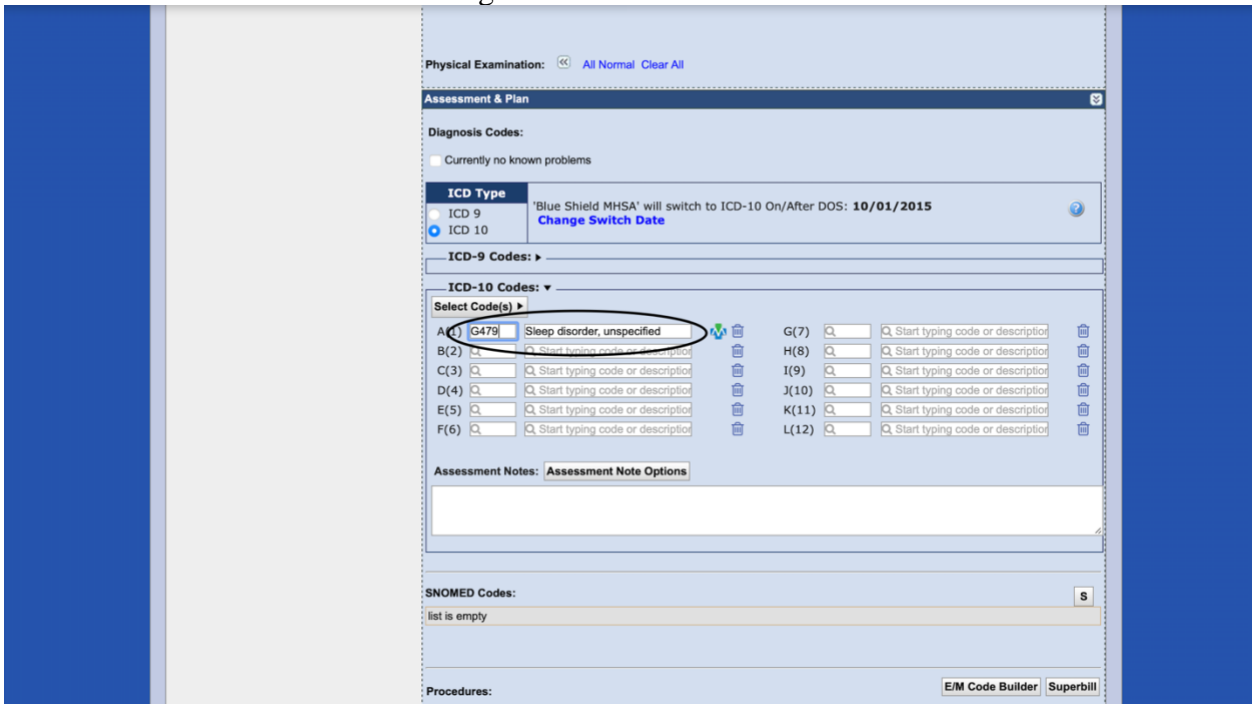 Physical Examination: All Normal Clear All
Assessment & Plan
Diagnosis Codes:
Currently no known problems
ICD Type
ICD 9
ICD 10
'Blue Shield MHSA' will switch to ICD-10 On/After DOS: 10/01/2015
Change Switch Date
ICD-9 Codes:
ICD-10 Codes:
Select Code(s)
A(1) G479 Sleep disorder, unspecified
B(2) Start typing code or description
C(3) Start typing code or description
D(4) Start typing code or description
E(5) Start typing code or description
F(6) Start typing code or description
G(7) Start typing code or description
H(8) Start typing code or description
I(9) Start typing code or description
J(10) Start typing code or description
K(11) Start typing code or description
L(12) Start typing code or description
Assessment Notes: Assessment Note Options
SNOMED Codes:
S
list is empty
Procedures:
E/M Code Builder Superbill